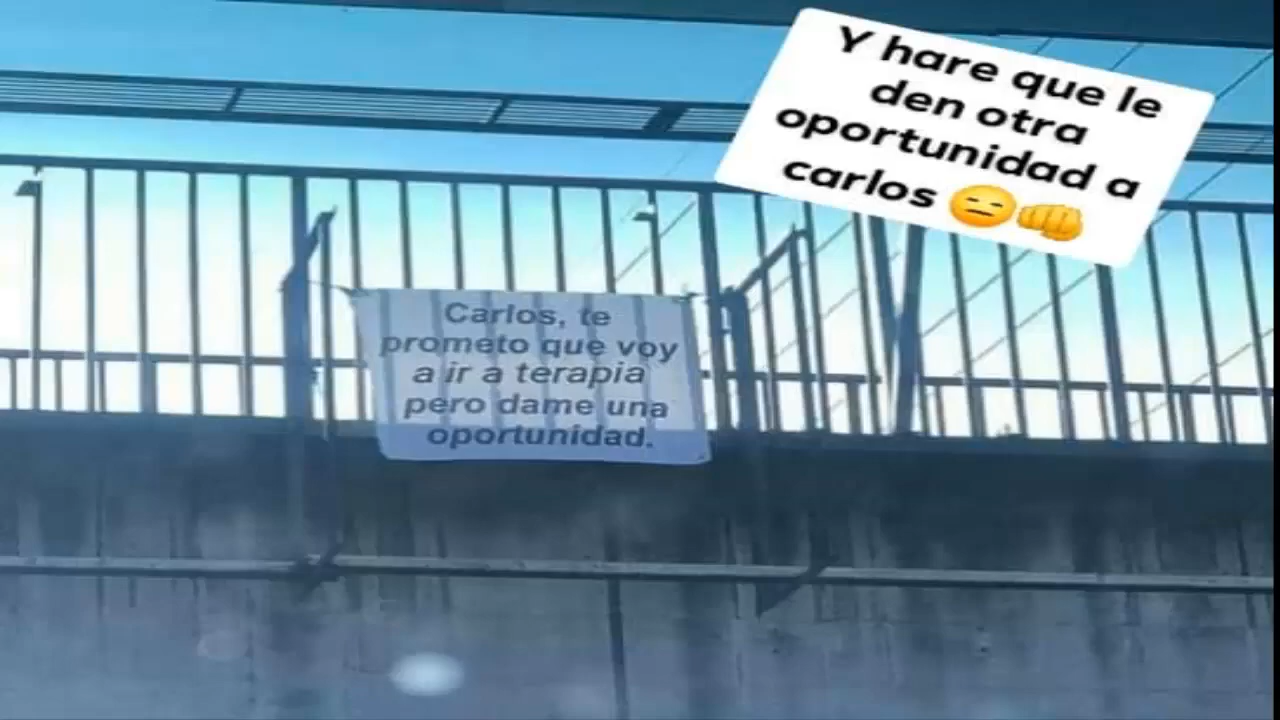 Y hare que le
den otra
oportunidad a
carlos 😑👊
Carlos, te
prometo que voy
a ir a terapia
pero dame una
oportunidad.